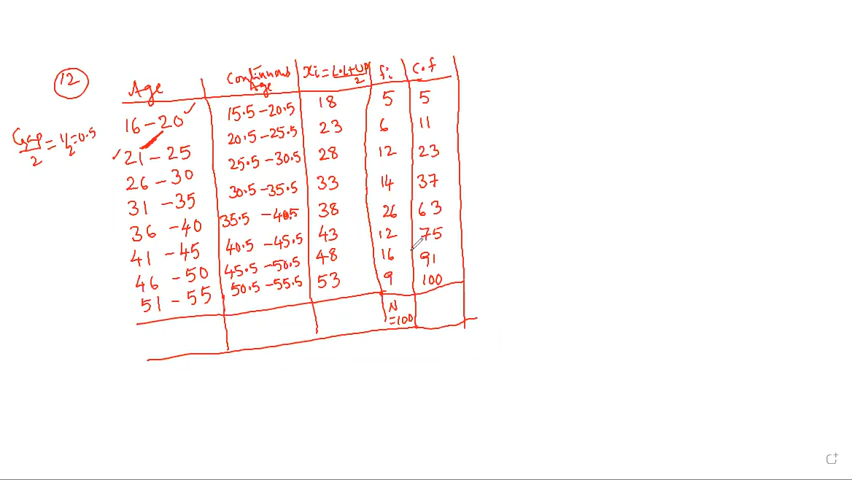 12
Age | Continuous Age | xi = L.L+UP/2 | fi | c.f
16 – 20 ✓ | 15.5 – 20.5 | 18 | 5 | 5
Gap/2 = 1/2 = 0.5
✓ 21 – 25 | 20.5 – 25.5 | 23 | 6 | 11
26 – 30 | 25.5 – 30.5 | 28 | 12 | 23
31 – 35 | 30.5 – 35.5 | 33 | 14 | 37
36 – 40 | 35.5 – 40.5 | 38 | 26 | 63
41 – 45 | 40.5 – 45.5 | 43 | 12 | 75
46 – 50 | 45.5 – 50.5 | 48 | 16 | 91
51 – 55 | 50.5 – 55.5 | 53 | 9 | 100
N
=100